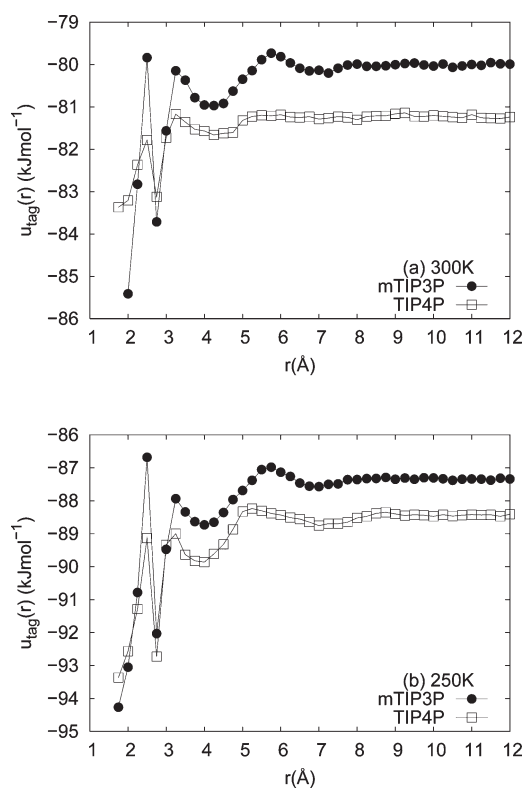 −79
−80
−81
−82
−83
−84
−85
−86
u_tag(r) (kJmol⁻¹)
(a) 300K
mTIP3P
TIP4P
1 2 3 4 5 6 7 8 9 10 11 12
r(Å)
−86
−87
−88
−89
−90
−91
−92
−93
−94
−95
u_tag(r) (kJmol⁻¹)
(b) 250K
mTIP3P
TIP4P
1 2 3 4 5 6 7 8 9 10 11 12
r(Å)